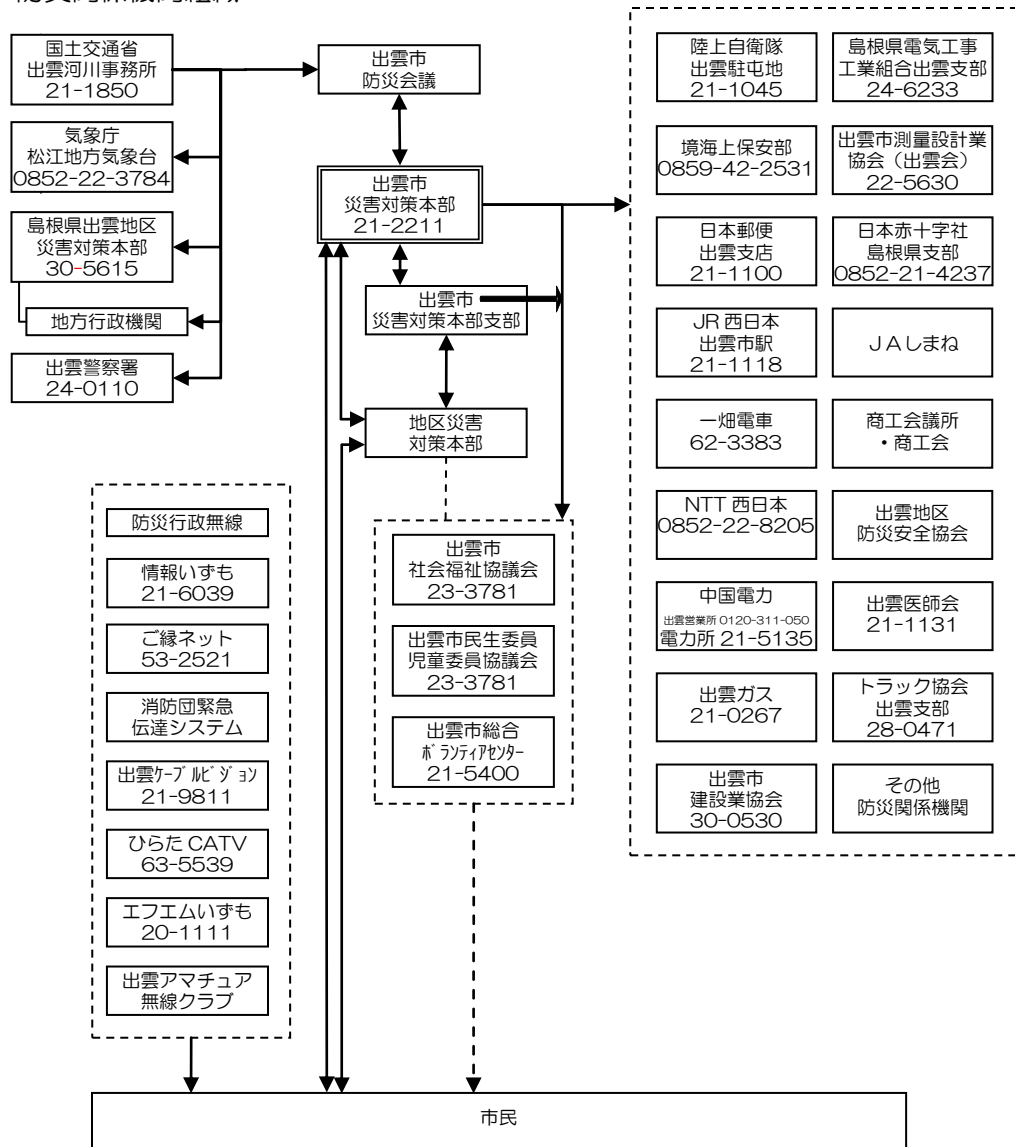 国土交通省
出雲河川事務所
21-1850
気象庁
松江地方気象台
0852-22-3784
島根県出雲地区
災害対策本部
30-5615
地方行政機関
出雲警察署
24-0110
出雲市
防災会議
出雲市
災害対策本部
21-2211
出雲市
災害対策本部支部
地区災害
対策本部
防災行政無線
情報いずも
21-6039
ご縁ネット
53-2521
消防団緊急
伝達システム
出雲ｹｰﾌﾞﾙﾋﾞｼﾞｮﾝ
21-9811
ひらた CATV
63-5539
エフエムいずも
20-1111
出雲アマチュア
無線クラブ
出雲市
社会福祉協議会
23-3781
出雲市民生委員
児童委員協議会
23-3781
出雲市総合
ﾎﾞﾗﾝﾃｨｱｾﾝﾀｰ
21-5400
陸上自衛隊
出雲駐屯地
21-1045
島根県電気工事
工業組合出雲支部
24-6233
境海上保安部
0859-42-2531
出雲市測量設計業
協会（出雲会）
22-5630
日本郵便
出雲支店
21-1100
日本赤十字社
島根県支部
0852-21-4237
JR 西日本
出雲市駅
21-1118
ＪＡしまね
一畑電車
62-3383
商工会議所
・商工会
NTT 西日本
0852-22-8205
出雲地区
防災安全協会
中国電力
出雲営業所 0120-311-050
電力所 21-5135
出雲医師会
21-1131
出雲ガス
21-0267
トラック協会
出雲支部
28-0471
出雲市
建設業協会
30-0530
その他
防災関係機関
市民